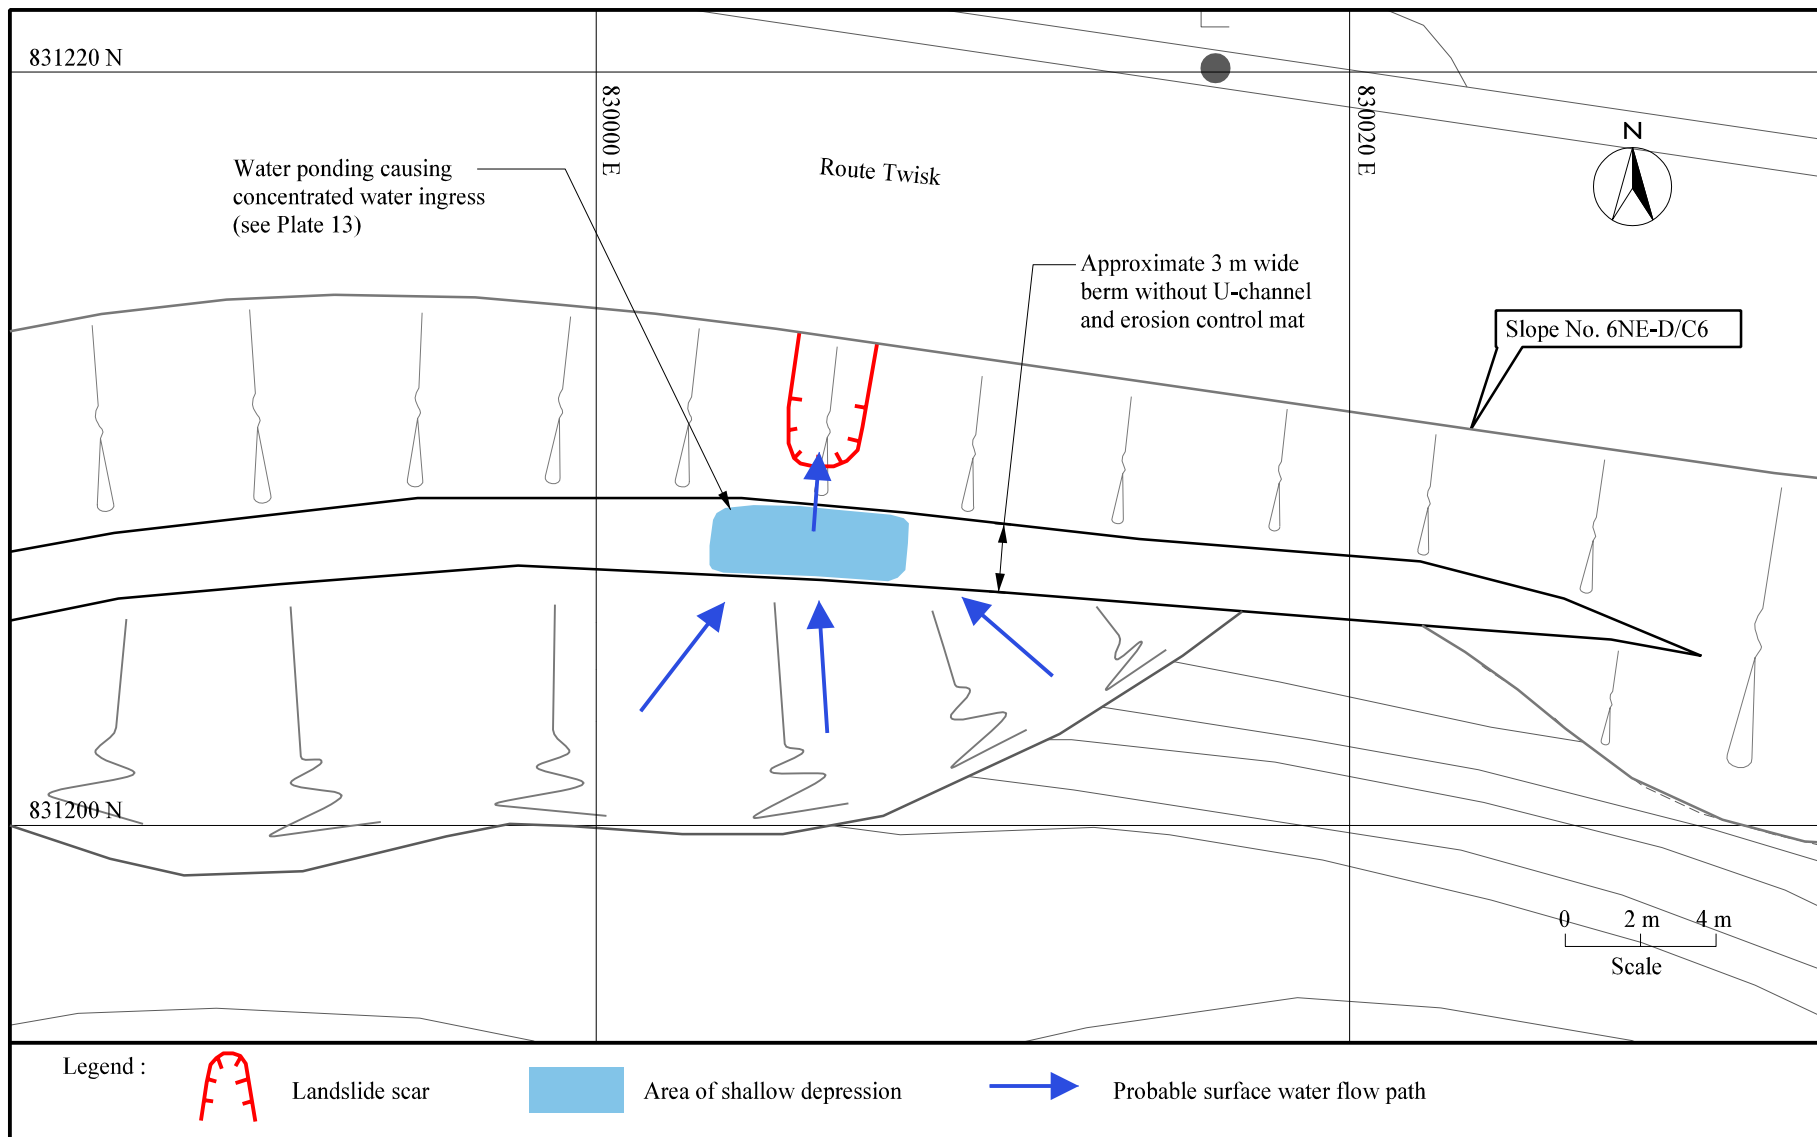 831220 N
830000 E
830020 E
N
Water ponding causing
concentrated water ingress
(see Plate 13)
Route Twisk
Approximate 3 m wide
berm without U-channel
and erosion control mat
Slope No. 6NE-D/C6
831200 N
0 2 m 4 m
Scale
Legend :
Landslide scar
Area of shallow depression
Probable surface water flow path